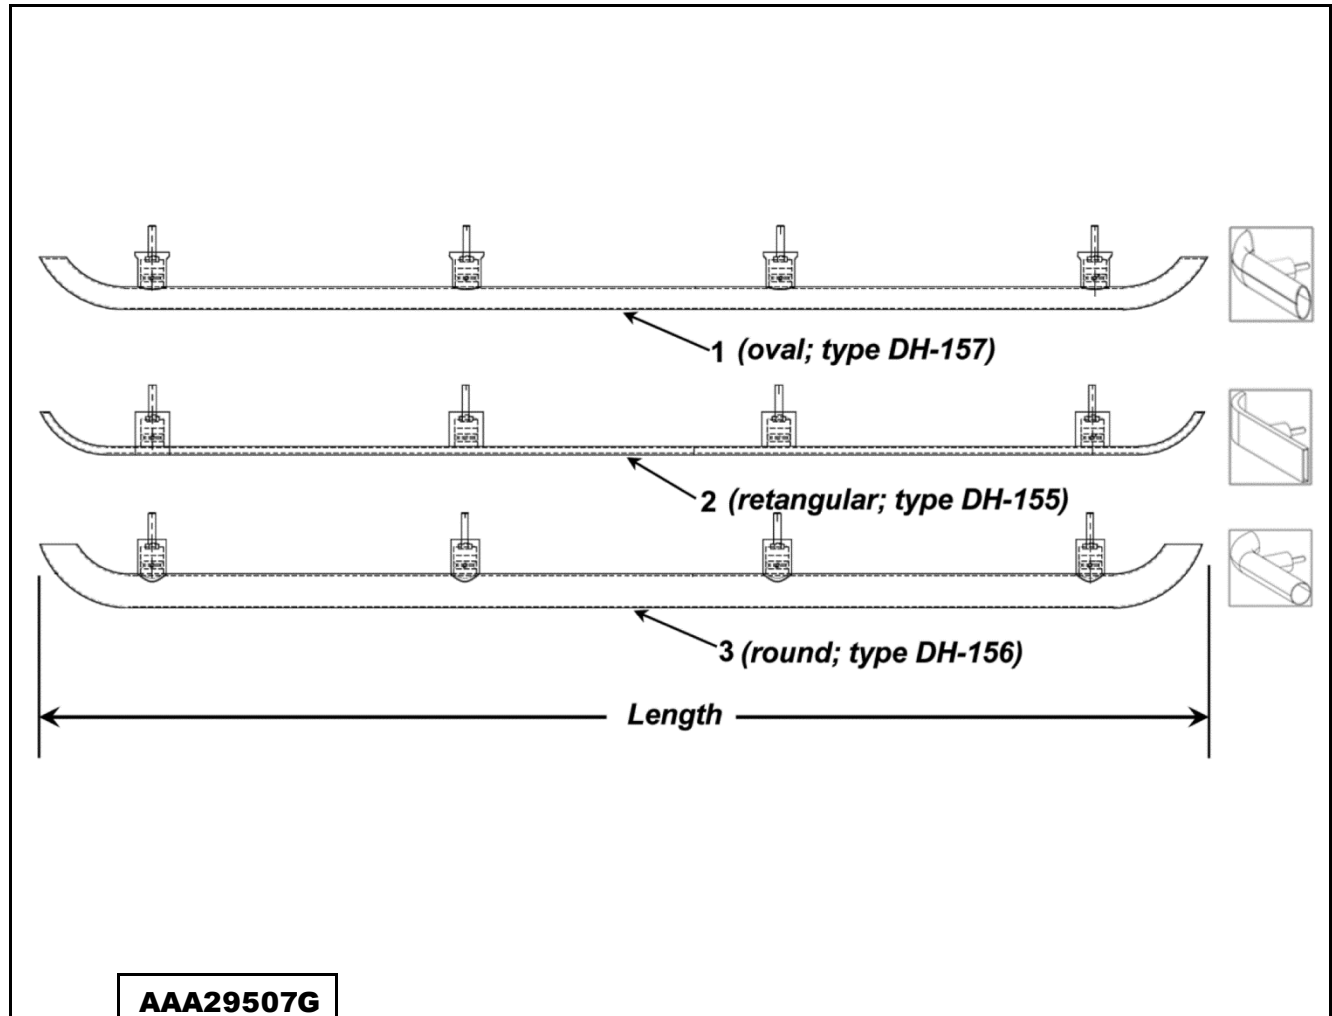 1 (oval; type DH-157)
2 (retangular; type DH-155)
3 (round; type DH-156)
Length
AAA29507G